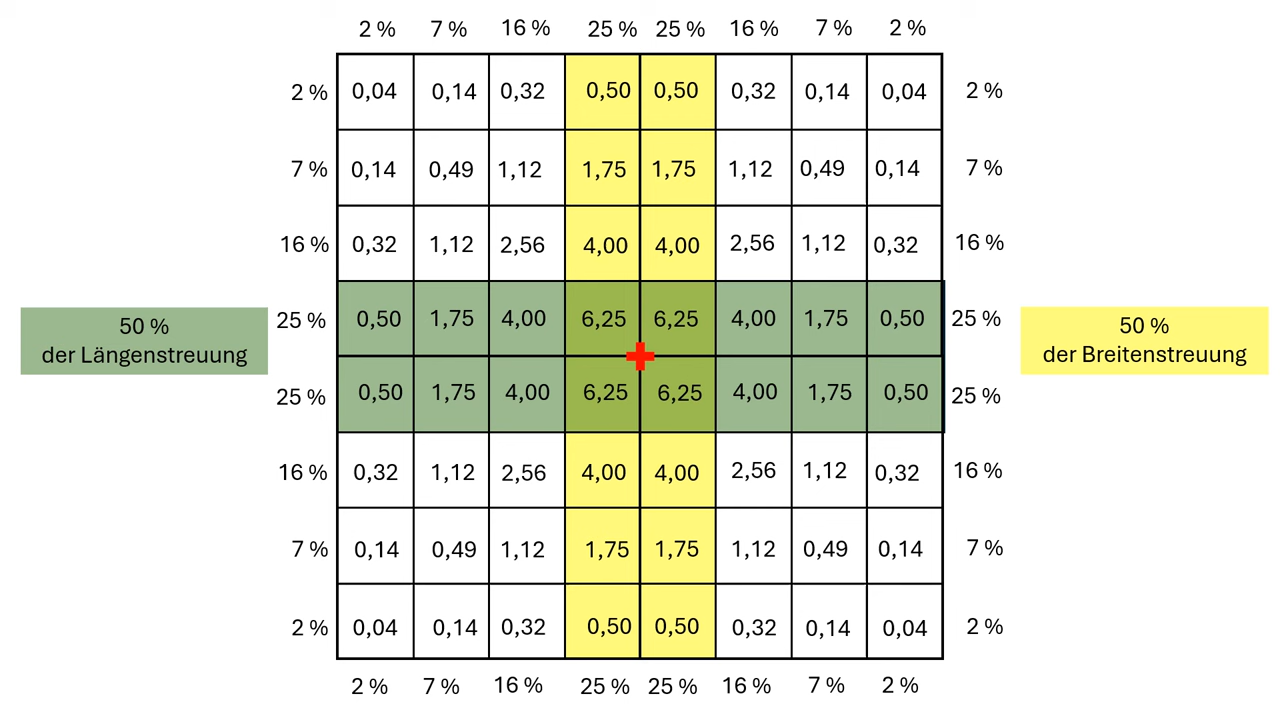 2 % 7 % 16 % 25 % 25 % 16 % 7 % 2 %
2 % 0,04 0,14 0,32 0,50 0,50 0,32 0,14 0,04 2 %
7 % 0,14 0,49 1,12 1,75 1,75 1,12 0,49 0,14 7 %
16 % 0,32 1,12 2,56 4,00 4,00 2,56 1,12 0,32 16 %
25 % 0,50 1,75 4,00 6,25 6,25 4,00 1,75 0,50 25 %
50 %
der Längenstreuung
50 %
der Breitenstreuung
25 % 0,50 1,75 4,00 6,25 6,25 4,00 1,75 0,50 25 %
16 % 0,32 1,12 2,56 4,00 4,00 2,56 1,12 0,32 16 %
7 % 0,14 0,49 1,12 1,75 1,75 1,12 0,49 0,14 7 %
2 % 0,04 0,14 0,32 0,50 0,50 0,32 0,14 0,04 2 %
2 % 7 % 16 % 25 % 25 % 16 % 7 % 2 %